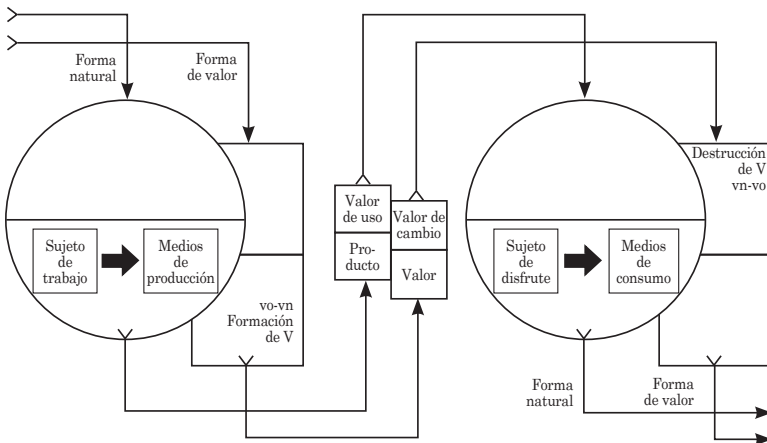 Forma
natural
Forma
de valor
Sujeto
de
trabajo
Medios
de
producción
vo-vn
Formación
de V
Valor
de uso
Pro-
ducto
Valor de
cambio
Valor
Destrucción
de V
vn-vo
Sujeto
de
disfrute
Medios
de
consumo
Forma
natural
Forma
de valor